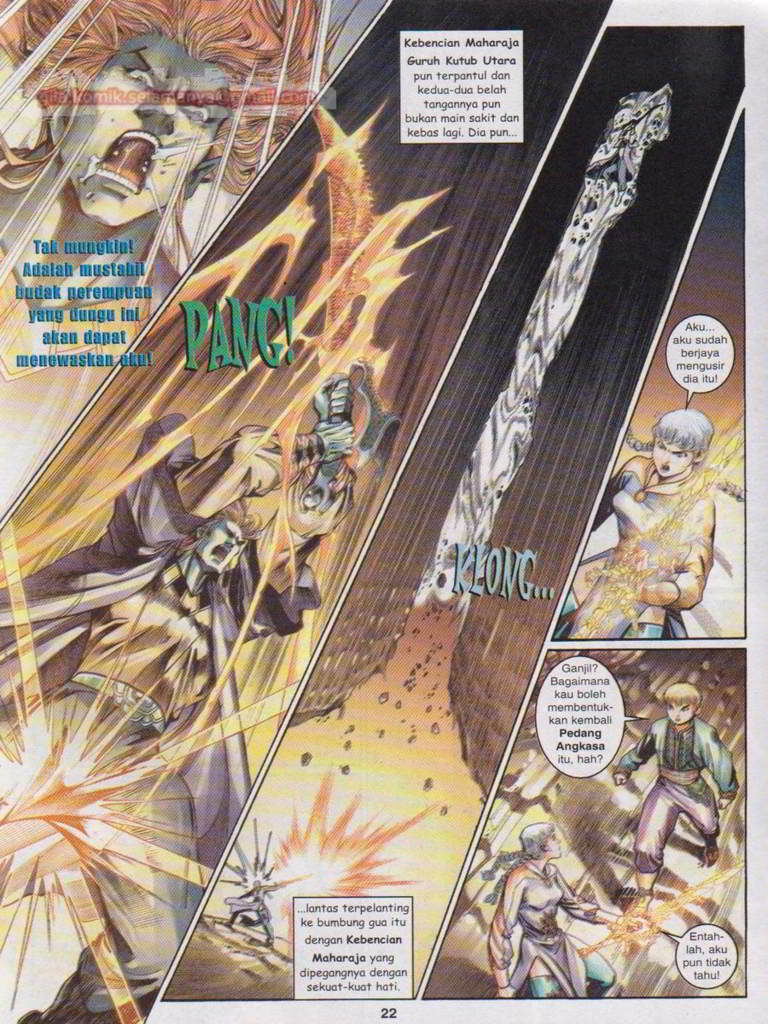 Tak mungkin!
Adalah mustahil
budak perempuan
yang dungu ini
akan dapat
menewaskan aku!
PANG!
Kebencian Maharaja
Guruh Kutub Utara
pun terpantul dan
kedua-dua belah
tangannya pun
bukan main sakit dan
kebas lagi. Dia pun...
KLONG...
...lantas terpelanting
ke bumbung gua itu
dengan Kebencian
Maharaja yang
dipegangnya dengan
sekuat-kuat hati.
Aku...
aku sudah
berjaya
mengusir
dia itu!
Ganjil?
Bagaimana
kau boleh
membentuk-
kan kembali
Pedang
Angkasa
itu, hah?
Entah-
lah, aku
pun tidak
tahu!
22